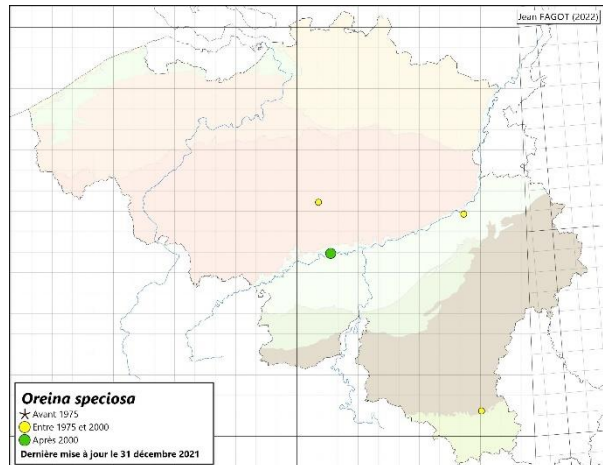 Jean FAGOT (2022)
Oreina speciosa
Avant 1975
Entre 1975 et 2000
Après 2000
Dernière mise à jour le 31 décembre 2021